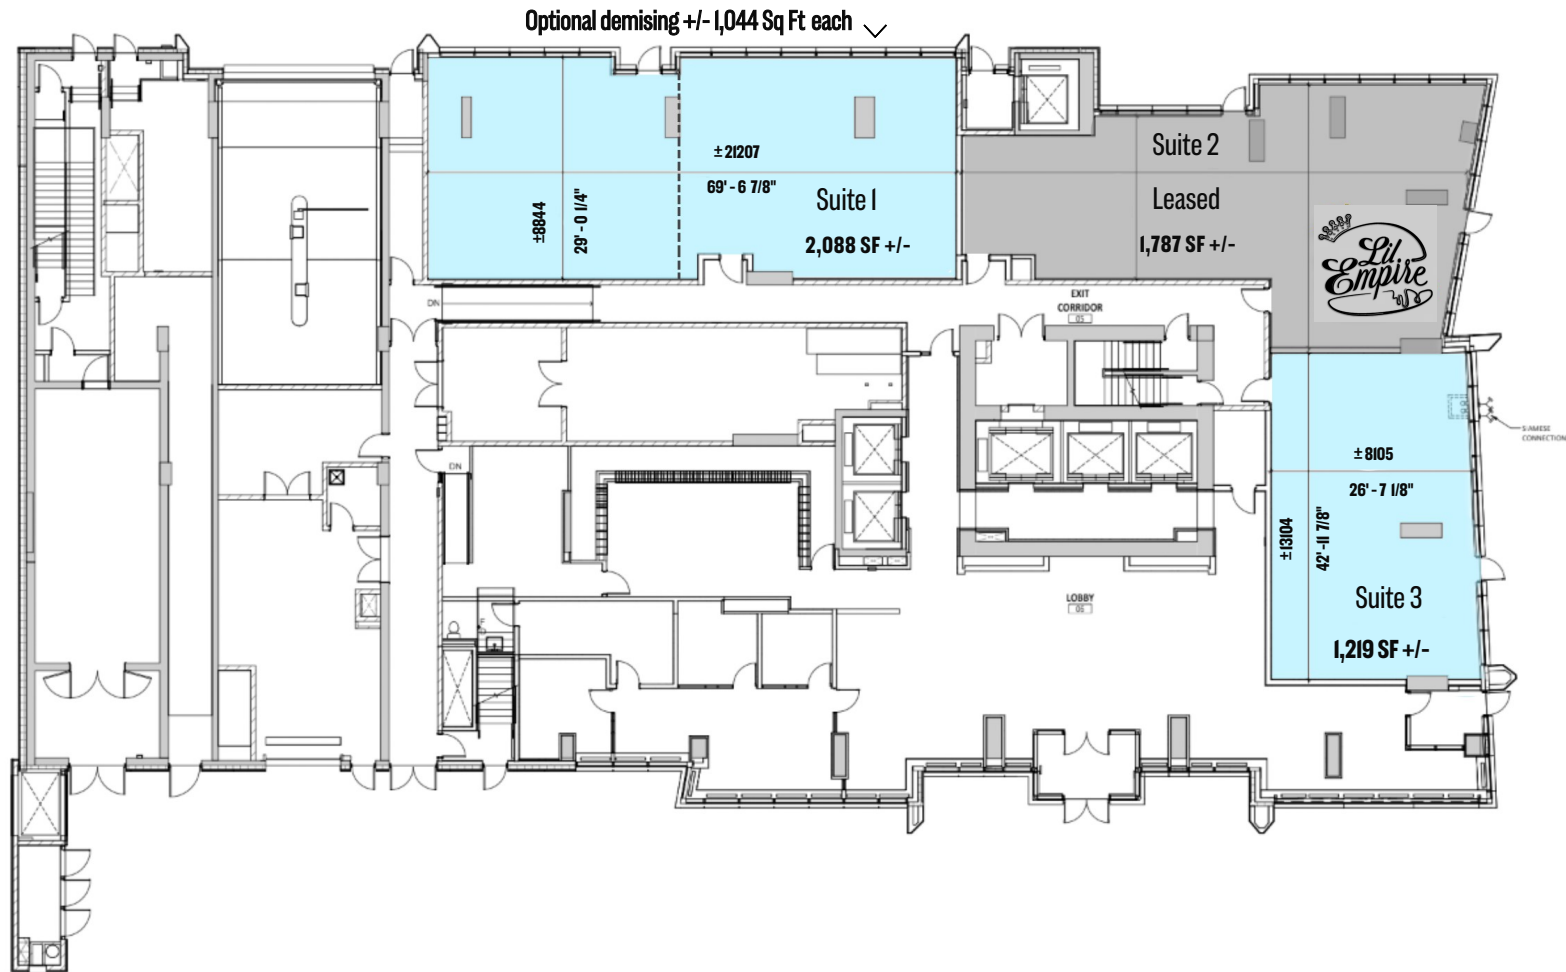 Optional demising +/- 1,044 Sq Ft each
± 21207
69' - 6 7/8"
±8844
29' - 0 1/4"
Suite 1
2,088 SF +/-
Suite 2
Leased
1,787 SF +/-
Lil
Empire
DN
EXIT
CORRIDOR
05
DN
SIAMESE
CONNECTION
± 8105
26' - 7 1/8"
±13104
42' -11 7/8"
Suite 3
1,219 SF +/-
LOBBY
06